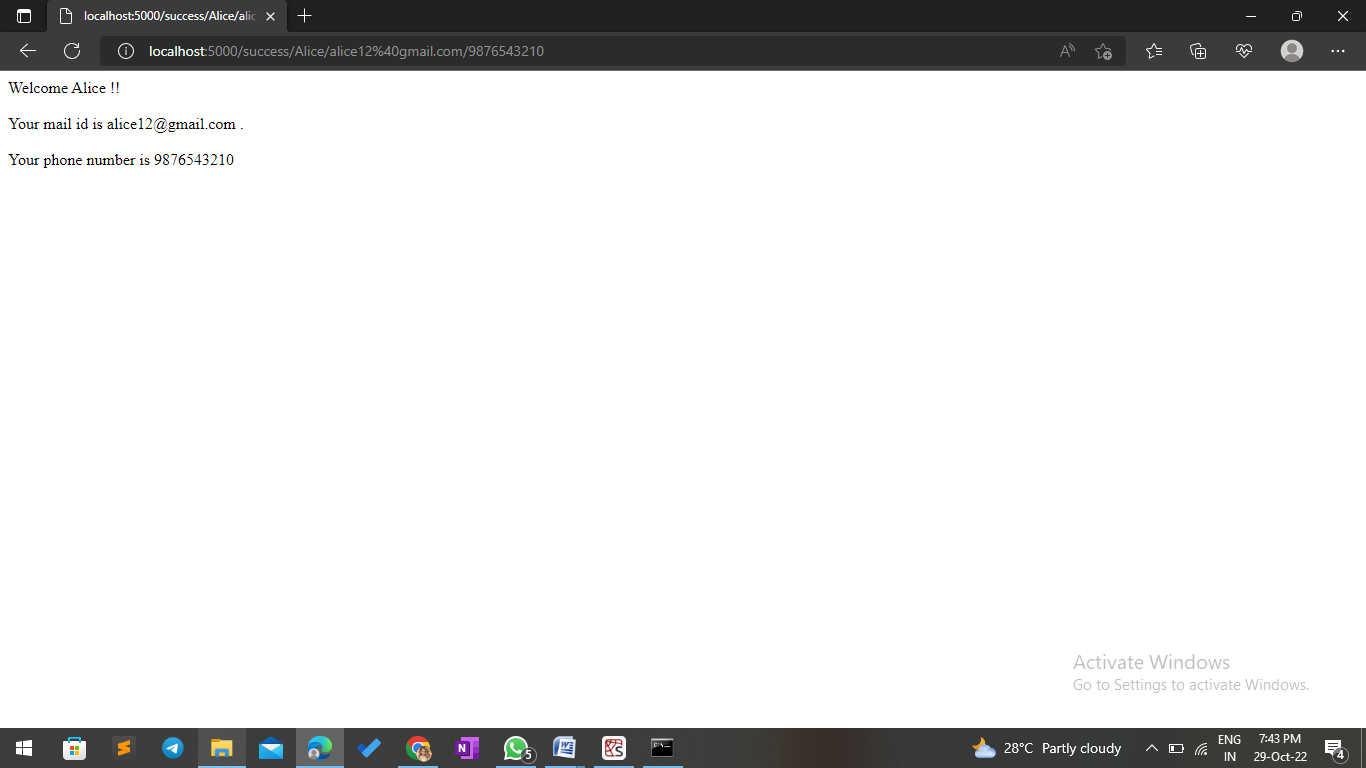 localhost:5000/success/Alice/alic
localhost:5000/success/Alice/alice12%40gmail.com/9876543210
Welcome Alice !!
Your mail id is alice12@gmail.com .
Your phone number is 9876543210
Activate Windows
Go to Settings to activate Windows.
28°C Partly cloudy
ENG
IN
7:43 PM
29-Oct-22
5
4